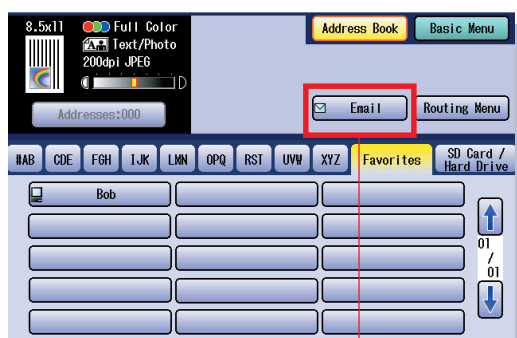 8.5x11 Full Color
A Text/Photo
200dpi JPEG
D
Addresses:000
Address Book Basic Menu
Email Routing Menu
#AB CDE FGH IJK LMN OPQ RST UVW XYZ Favorites SD Card /
Hard Drive
Bob
01
/
01